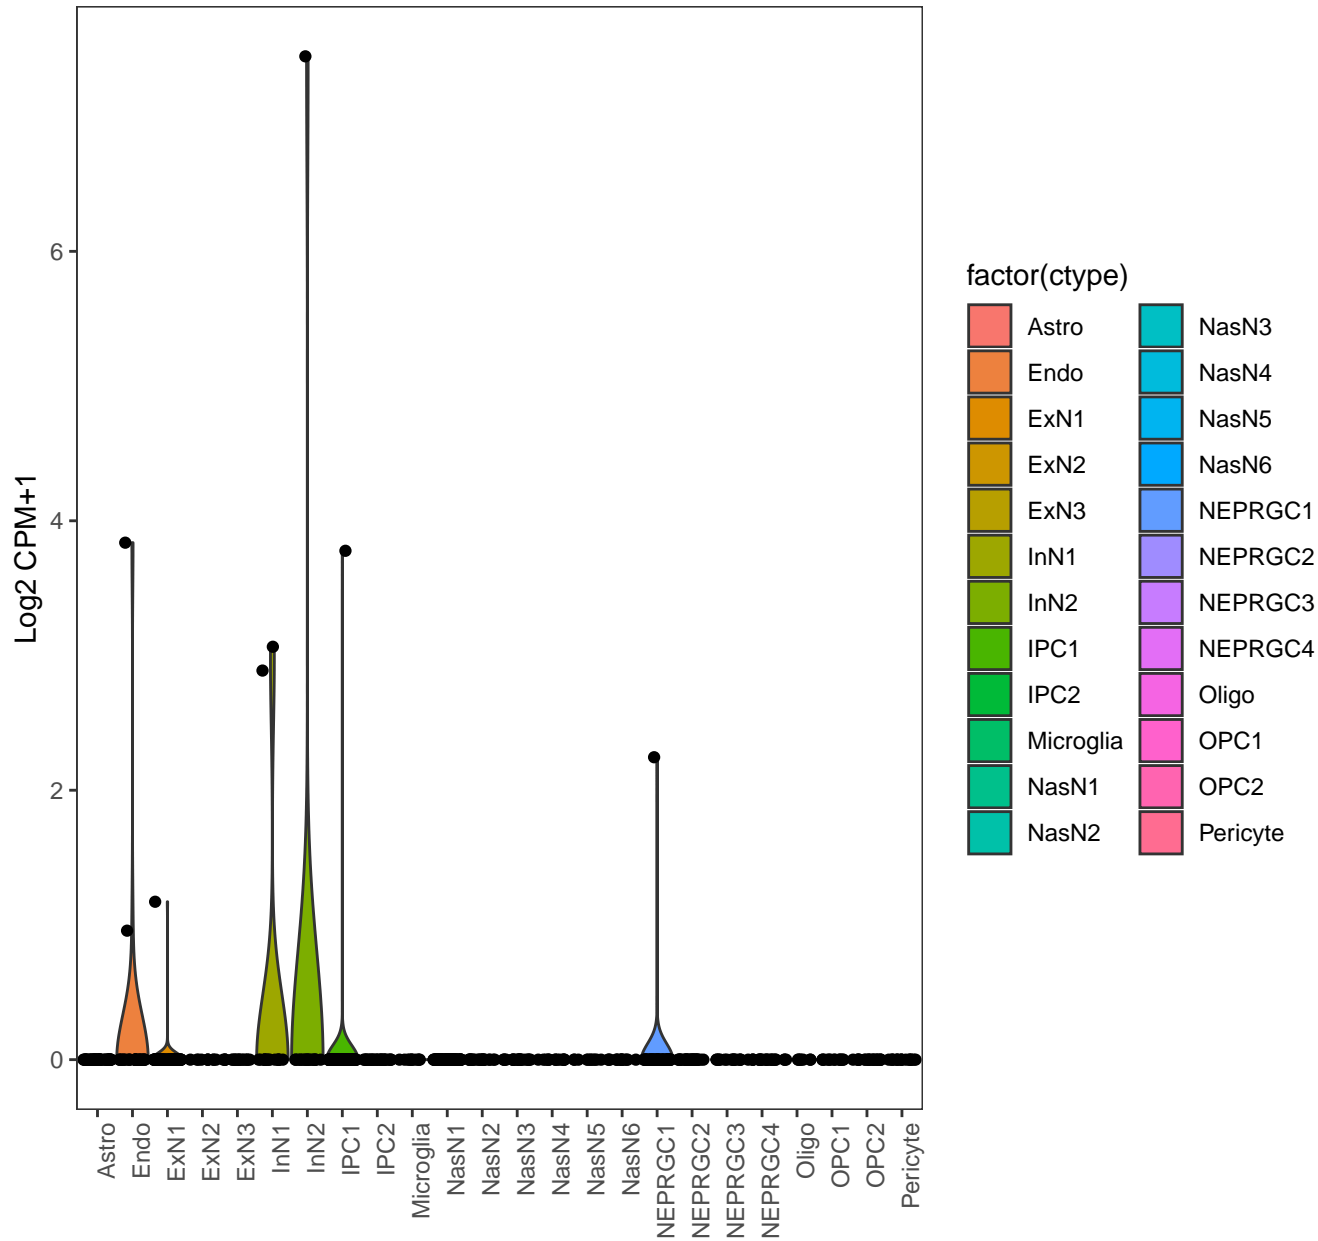 Log2 CPM+1
6
4
2
0
Astro
Endo
ExN1
ExN2
ExN3
InN1
InN2
IPC1
IPC2
Microglia
NasN1
NasN2
NasN3
NasN4
NasN5
NasN6
NEPRGC1
NEPRGC2
NEPRGC3
NEPRGC4
Oligo
OPC1
OPC2
Pericyte
factor(ctype)
Astro
Endo
ExN1
ExN2
ExN3
InN1
InN2
IPC1
IPC2
Microglia
NasN1
NasN2
NasN3
NasN4
NasN5
NasN6
NEPRGC1
NEPRGC2
NEPRGC3
NEPRGC4
Oligo
OPC1
OPC2
Pericyte